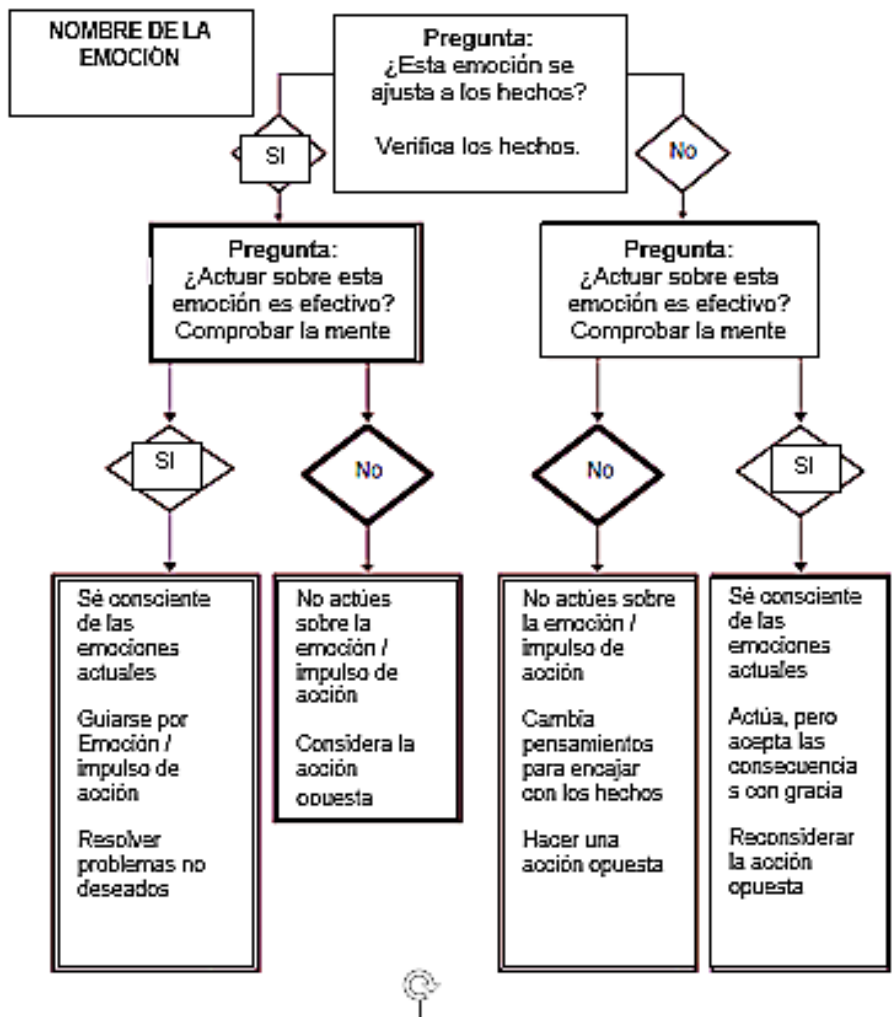 NOMBRE DE LA
EMOCIÓN
Pregunta:
¿Esta emoción se
ajusta a los hechos?
Verifica los hechos.
SI
No
Pregunta:
¿Actuar sobre esta
emoción es efectivo?
Comprobar la mente
Pregunta:
¿Actuar sobre esta
emoción es efectivo?
Comprobar la mente
SI
No
No
SI
Sé consciente
de las
emociones
actuales
Guiarse por
Emoción /
impulso de
acción
Resolver
problemas no
deseados
No actúes
sobre la
emoción /
impulso de
acción
Considera la
acción
opuesta
No actúes sobre
la emoción /
impulso de
acción
Cambia
pensamientos
para encajar
con los hechos
Hacer una
acción opuesta
Sé consciente
de las
emociones
actuales
Actúa, pero
acepta las
consecuencia
s con gracia
Reconsiderar
la acción
opuesta